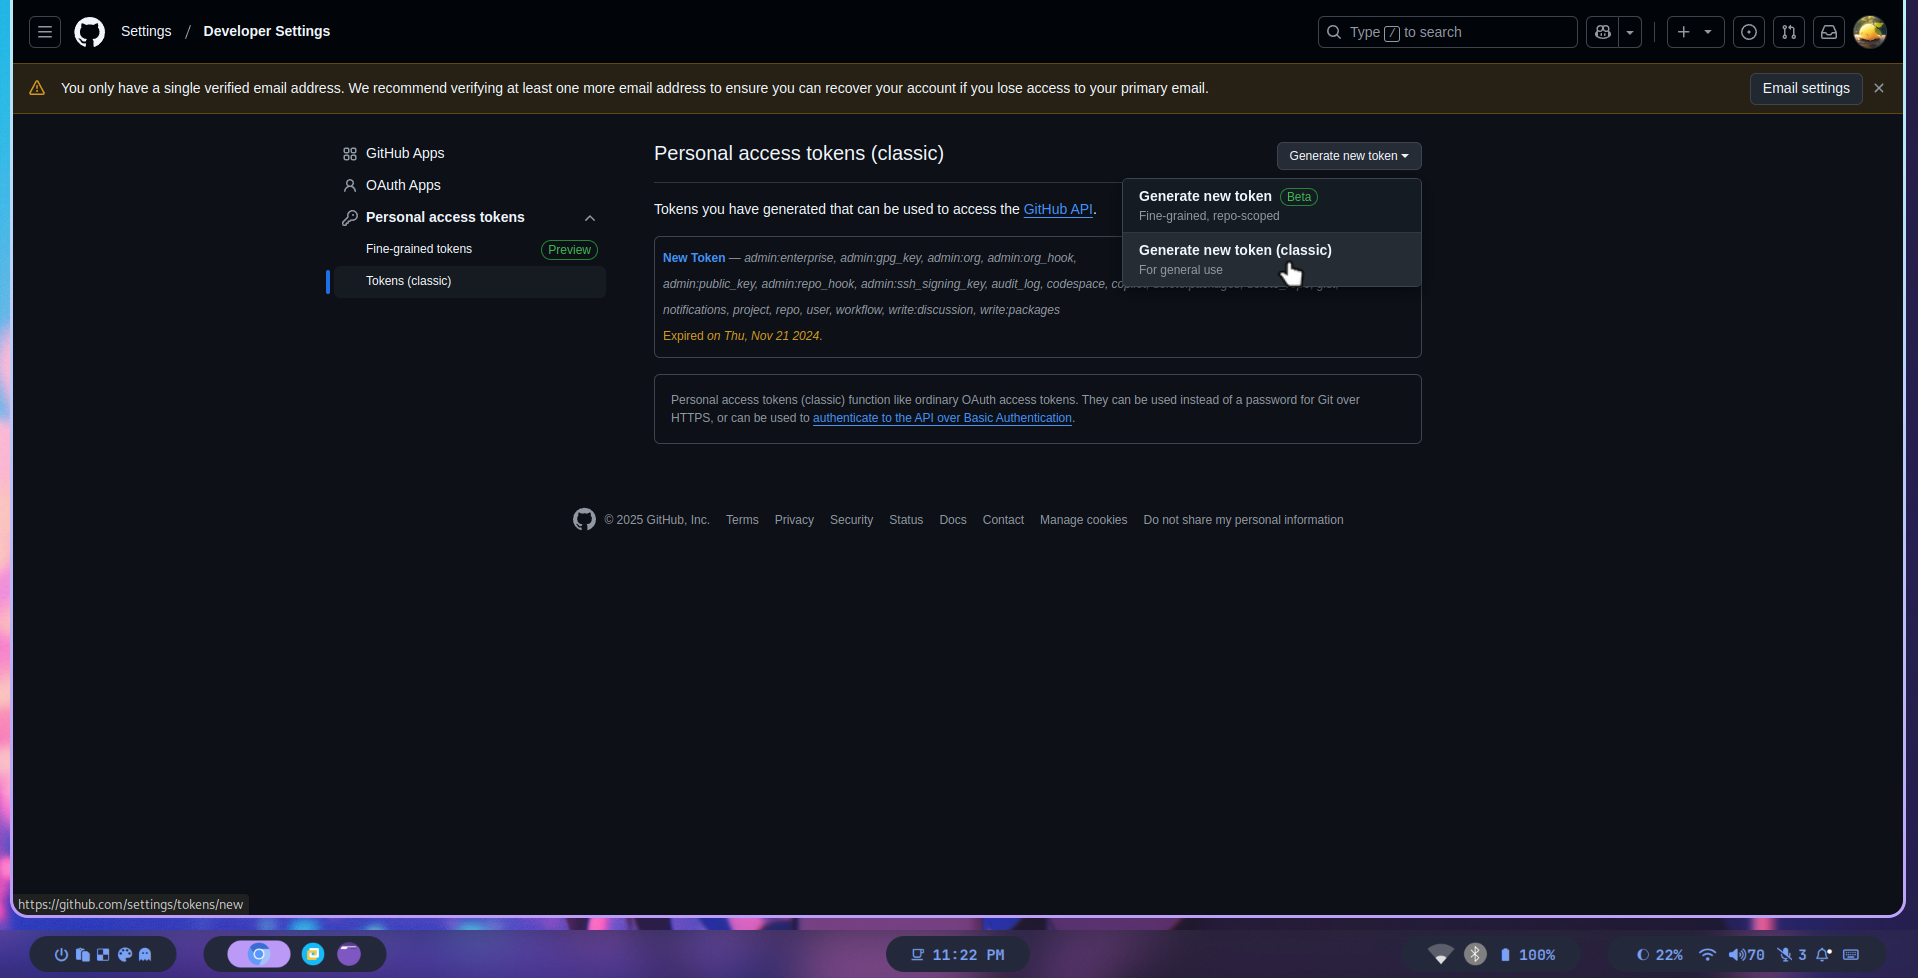 Settings / Developer Settings
Type / to search
You only have a single verified email address. We recommend verifying at least one more email address to ensure you can recover your account if you lose access to your primary email.
Email settings
GitHub Apps
OAuth Apps
Personal access tokens
Fine-grained tokens
Preview
Tokens (classic)
Personal access tokens (classic)
Generate new token
Generate new token Beta
Fine-grained, repo-scoped
Generate new token (classic)
For general use
Tokens you have generated that can be used to access the GitHub API.
New Token — admin:enterprise, admin:gpg_key, admin:org, admin:org_hook,
admin:public_key, admin:repo_hook, admin:ssh_signing_key, audit_log, codespace,
notifications, project, repo, user, workflow, write:discussion, write:packages
Expired on Thu, Nov 21 2024.
Personal access tokens (classic) function like ordinary OAuth access tokens. They can be used instead of a password for Git over
HTTPS, or can be used to authenticate to the API over Basic Authentication.
© 2025 GitHub, Inc. Terms Privacy Security Status Docs Contact Manage cookies Do not share my personal information
https://github.com/settings/tokens/new
11:22 PM
100%
22%
70
3